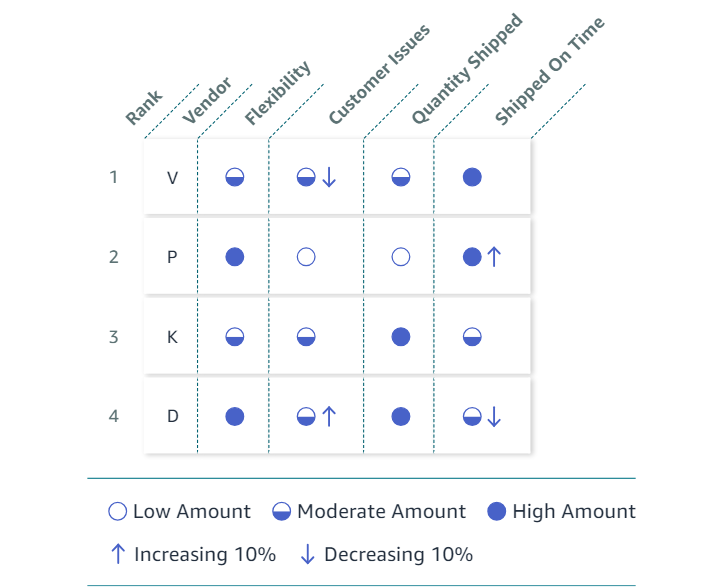 Rank Vendor Flexibility Customer Issues Quantity Shipped Shipped On Time
1 V
2 P
3 K
4 D
Low Amount Moderate Amount High Amount
Increasing 10% Decreasing 10%